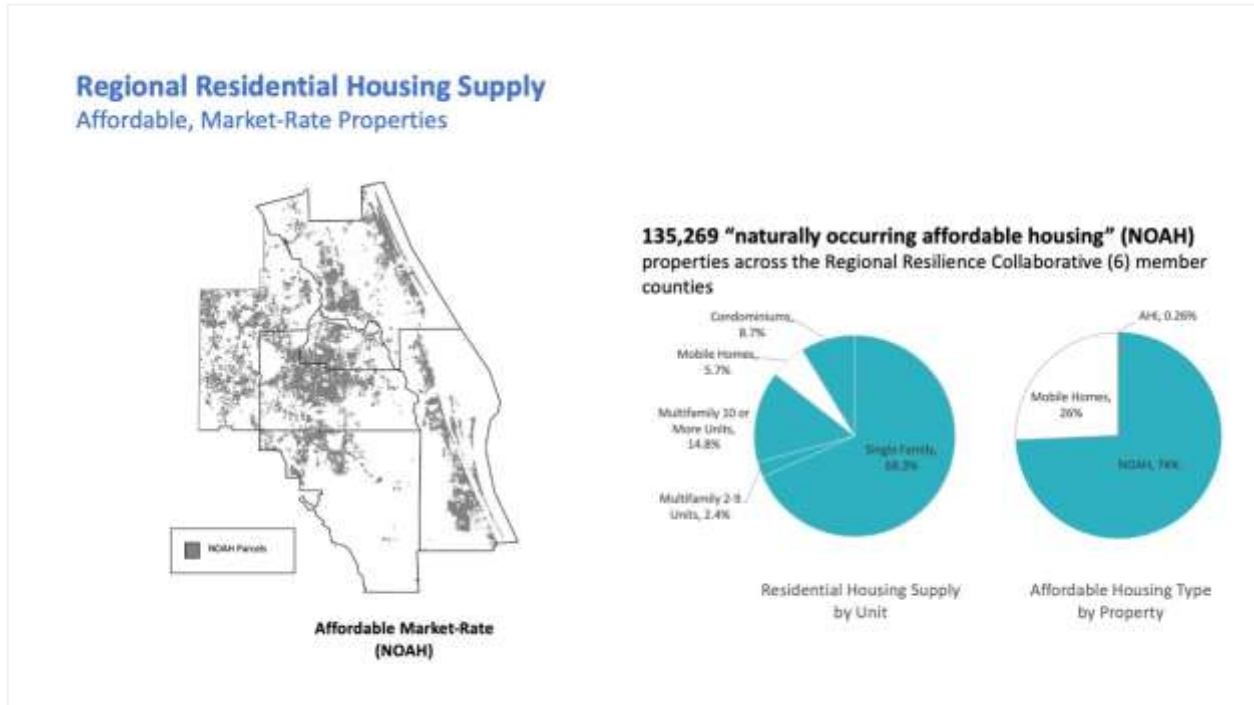 Regional Residential Housing Supply
Affordable, Market-Rate Properties
135,269 “naturally occurring affordable housing” (NOAH)
properties across the Regional Resilience Collaborative (6) member
counties
Condominiums,
8.7%
Mobile Homes,
5.7%
Multifamily 10 or
More Units,
14.8%
Multifamily 2-9
Units, 2.4%
Single Family,
68.3%
Residential Housing Supply
by Unit
AHI, 0.26%
Mobile Homes,
26%
NOAH, 74%
Affordable Housing Type
by Property
NOAH Parcels
Affordable Market-Rate
(NOAH)